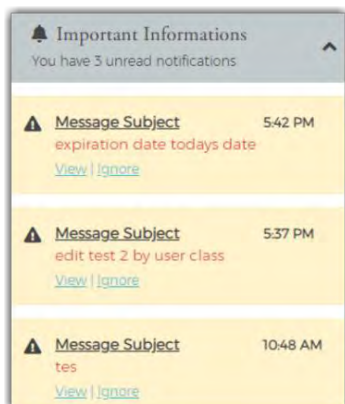 Important Informations
You have 3 unread notifications
Message Subject 5:42 PM
expiration date todays date
View | Ignore
Message Subject 5:37 PM
edit test 2 by user class
View | Ignore
Message Subject 10:48 AM
tes
View | Ignore